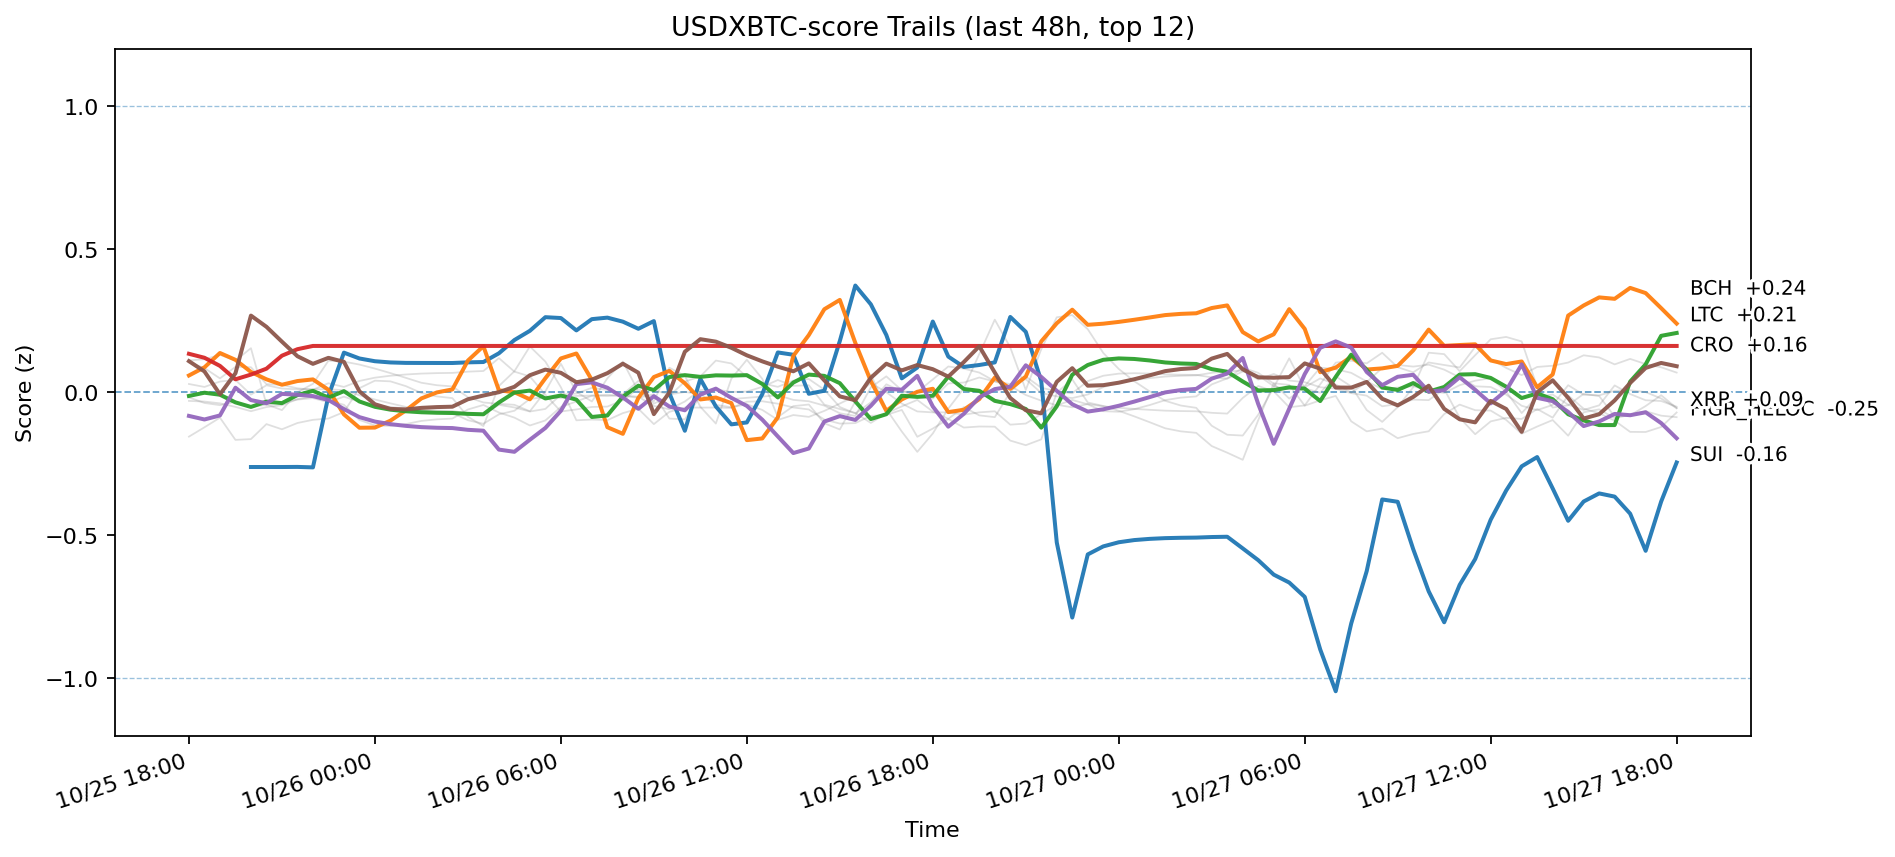 USDXBTC-score Trails (last 48h, top 12)
Score (z)
1.0
0.5
0.0
−0.5
−1.0
BCH +0.24
LTC +0.21
CRO +0.16
XRP +0.09
-0.25
SUI -0.16
10/25 18:00
10/26 00:00
10/26 06:00
10/26 12:00
10/26 18:00
10/27 00:00
10/27 06:00
10/27 12:00
10/27 18:00
Time